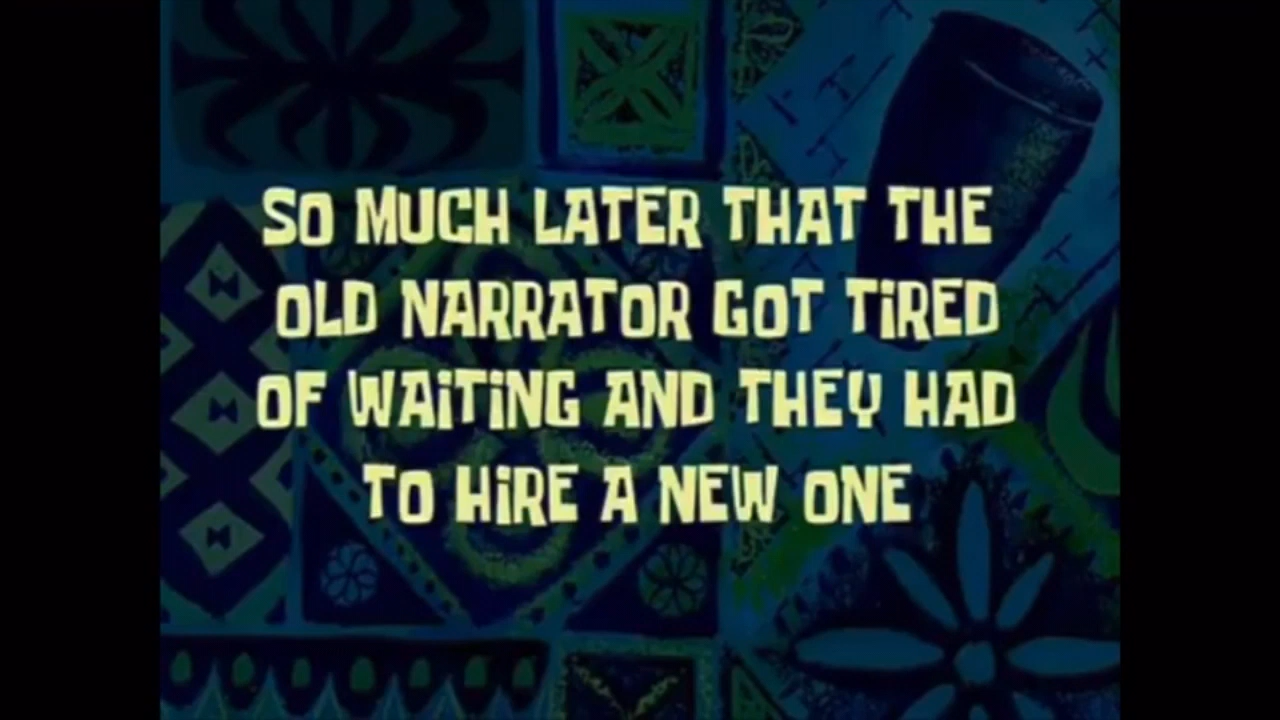 SO MUCH LATER THAT THE
OLD NARRATOR GOT TiRED
OF WAiTiNG AND THEY HAD
TO HiRE A NEW ONE